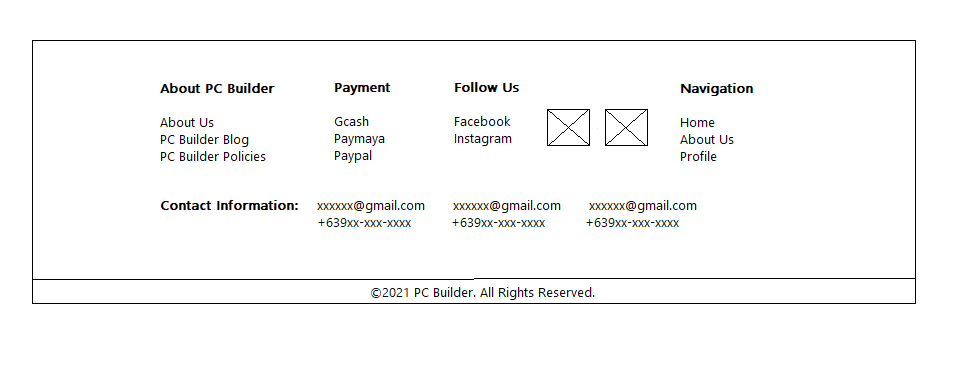 About PC Builder
About Us
PC Builder Blog
PC Builder Policies
Payment
Gcash
Paymaya
Paypal
Follow Us
Facebook
Instagram
Navigation
Home
About Us
Profile
Contact Information:
xxxxxx@gmail.com
+639xx-xxx-xxxx
xxxxxx@gmail.com
+639xx-xxx-xxxx
xxxxxx@gmail.com
+639xx-xxx-xxxx
©2021 PC Builder. All Rights Reserved.